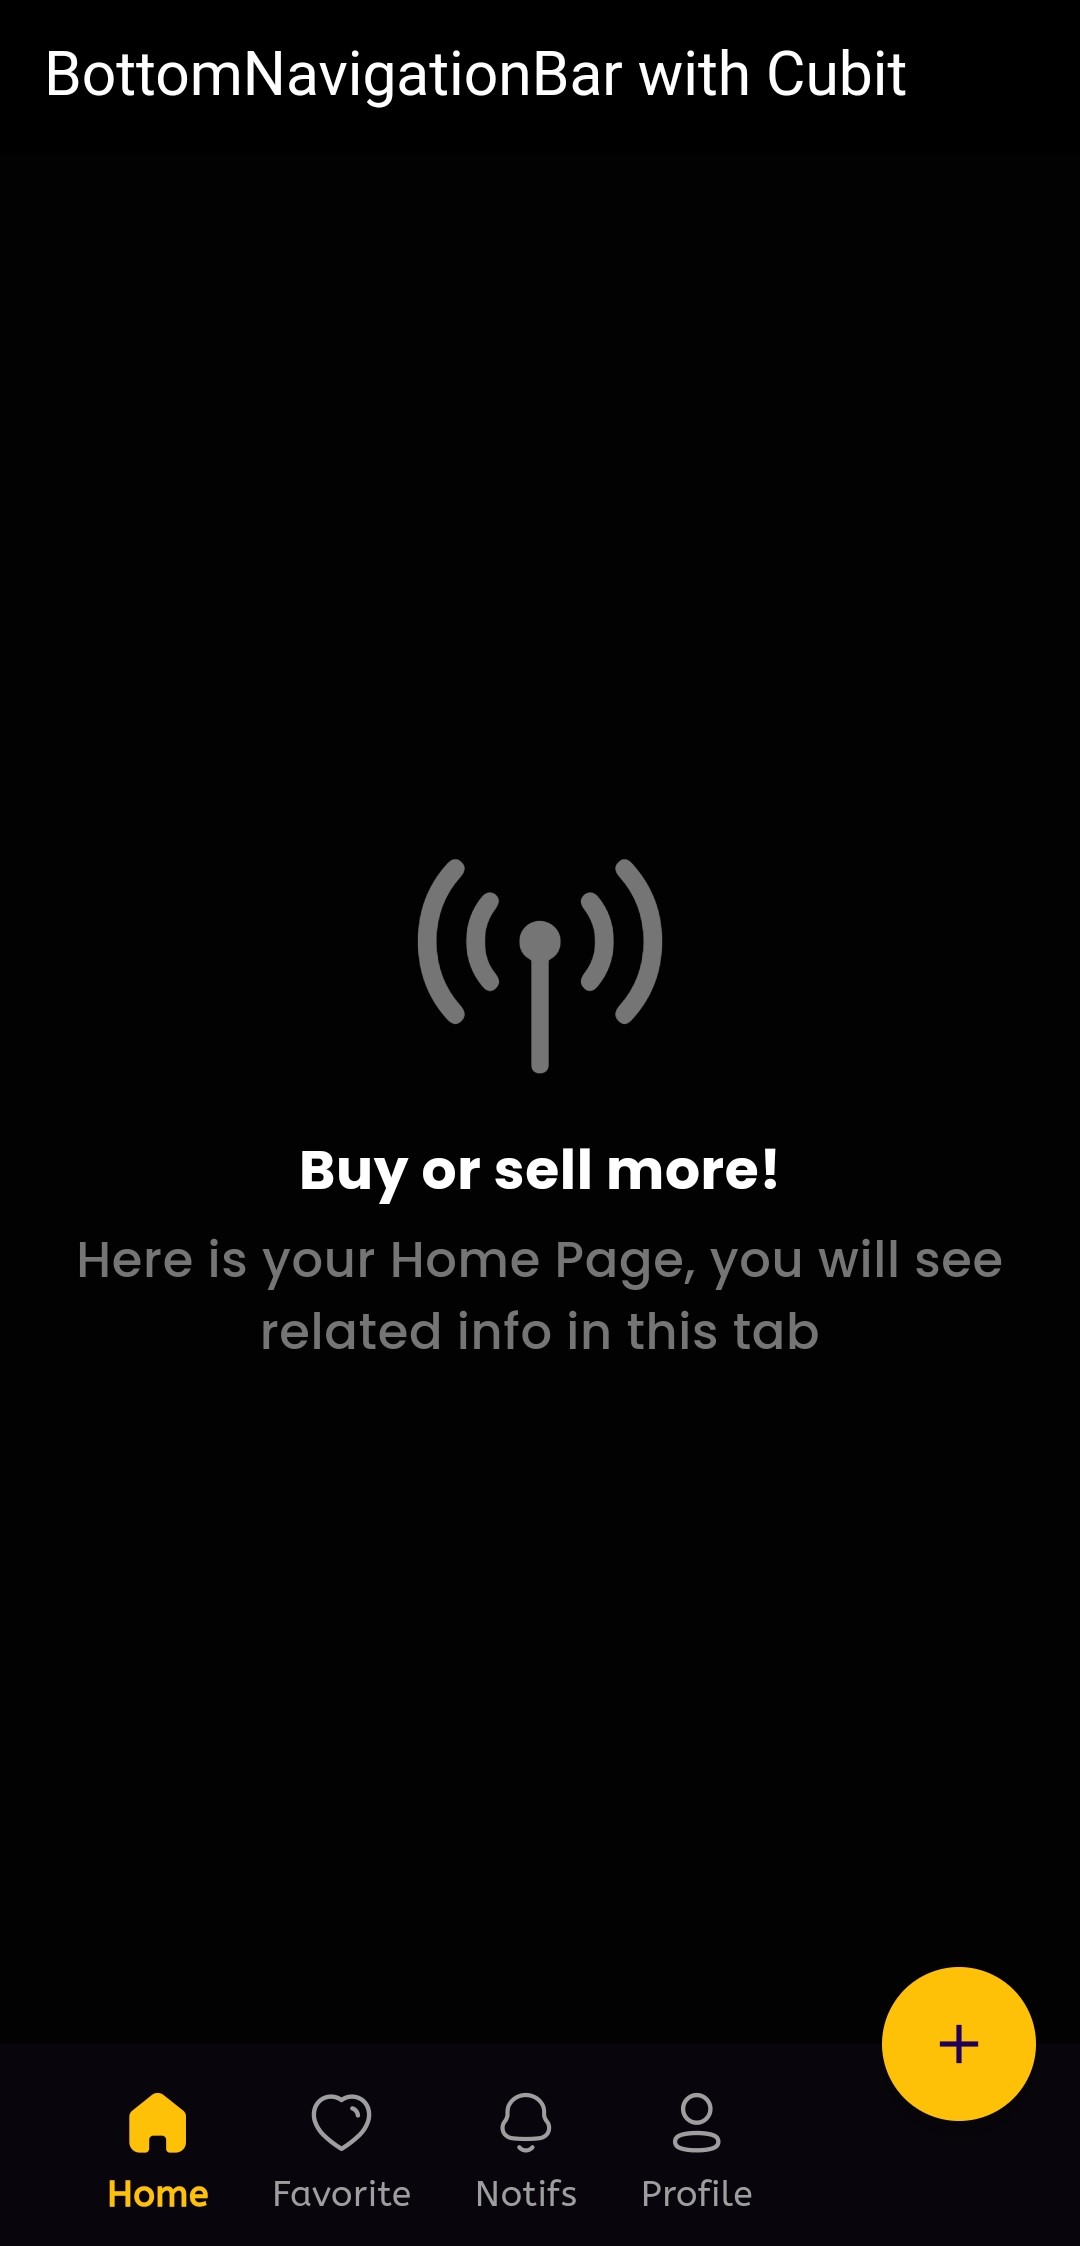 BottomNavigationBar with Cubit
Buy or sell more!
Here is your Home Page, you will see
related info in this tab
Home
Favorite
Notifs
Profile